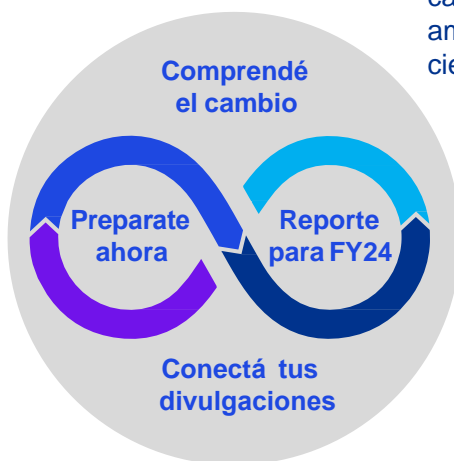 Comprendé
el cambio
Preparate
ahora
Reporte
para FY24
Conectá tus
divulgaciones